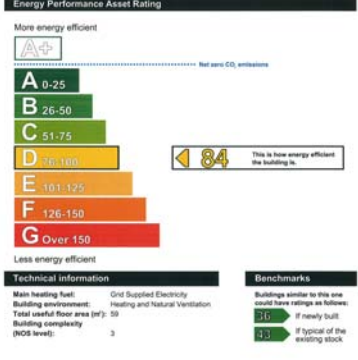 Energy Performance Asset Rating
More energy efficient
A+
Net zero CO₂ emissions
A 0-25
B 26-50
C 51-75
D 76-100
84 This is how energy efficient
the building is.
E 101-125
F 126-150
G Over 150
Less energy efficient
Technical information
Main heating fuel: Grid Supplied Electricity
Building environment: Heating and Natural Ventilation
Total useful floor area (m²): 59
Building complexity
(NOS level): 3
Benchmarks
Buildings similar to this one
could have ratings as follows:
36 If newly built
43 If typical of the
existing stock